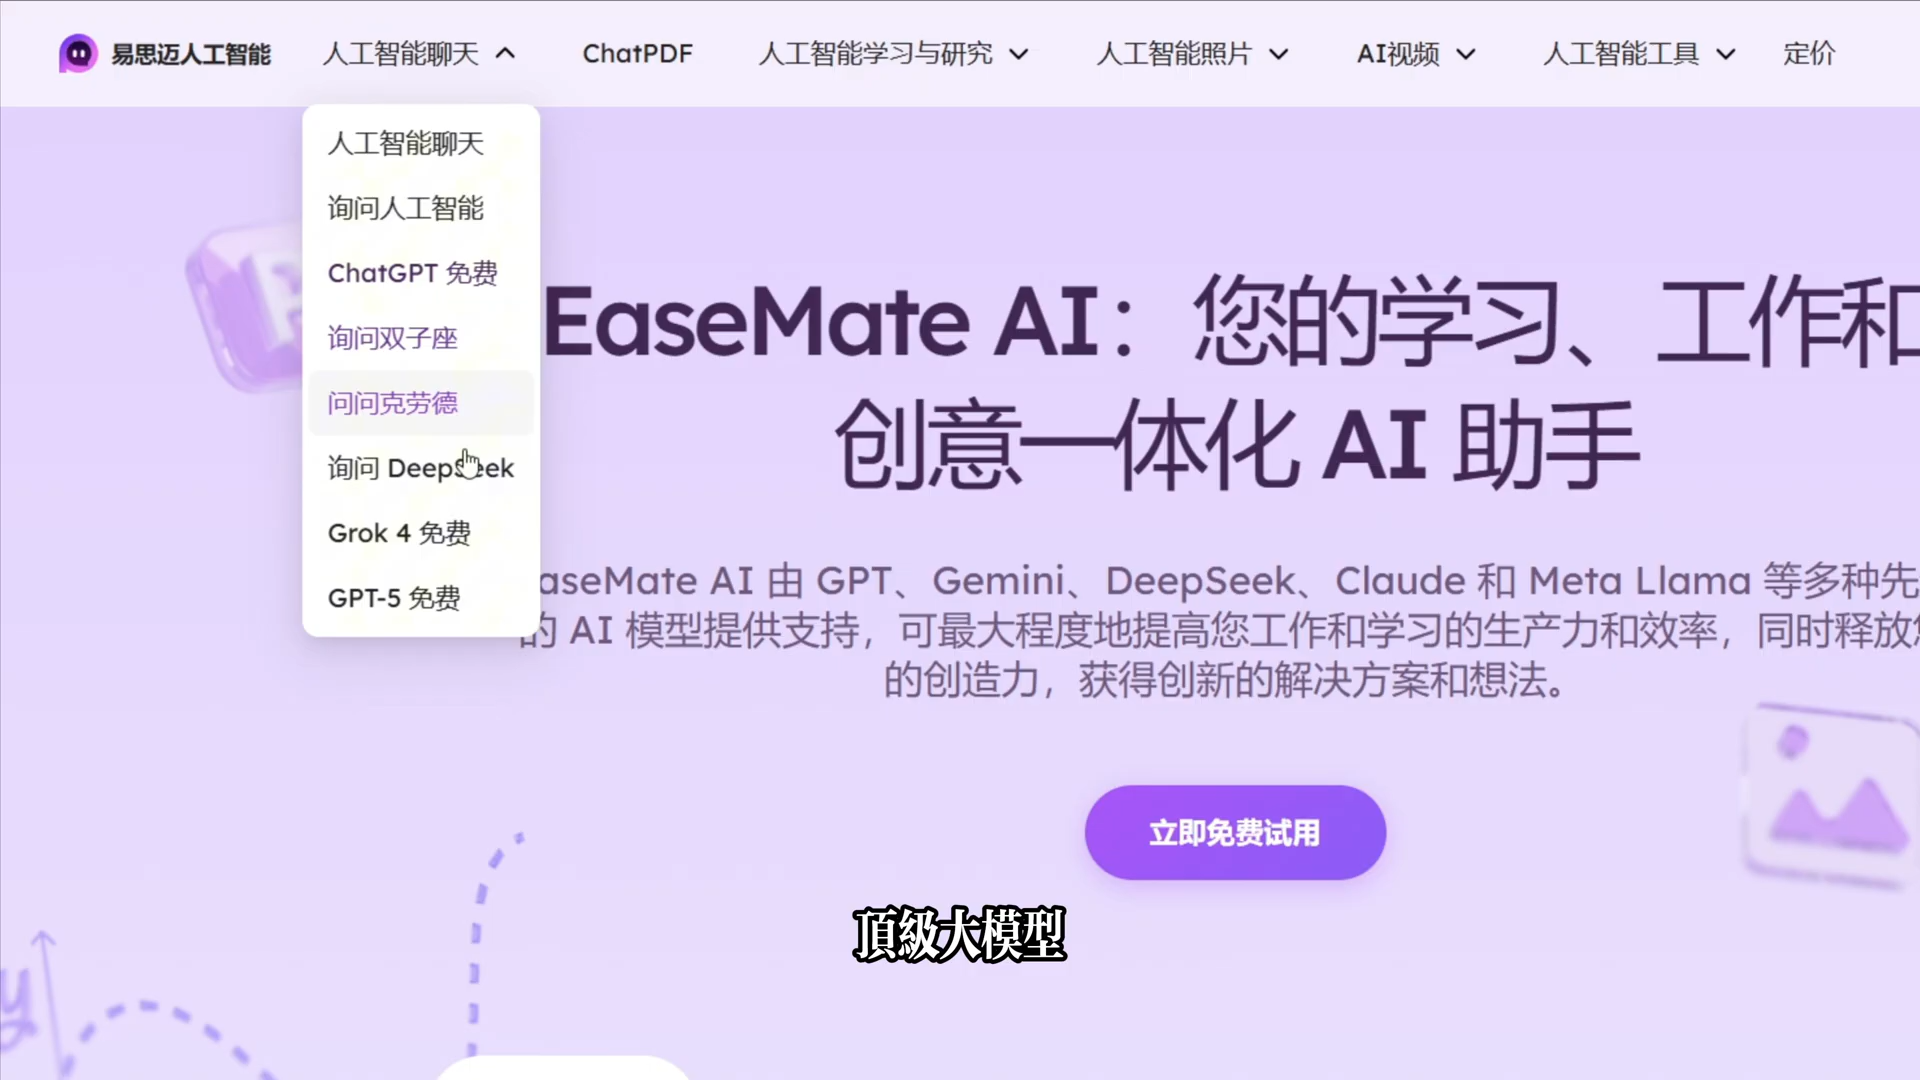 易思迈人工智能 人工智能聊天 ChatPDF 人工智能学习与研究 人工智能照片 AI视频 人工智能工具 定价
人工智能聊天
询问人工智能
ChatGPT 免费
询问双子座
问问克劳德
询问 DeepSeek
Grok 4 免费
GPT-5 免费
EaseMate AI：您的学习、工作和
创意一体化 AI 助手
aseMate AI 由 GPT、Gemini、DeepSeek、Claude 和 Meta Llama 等多种先
的 AI 模型提供支持，可最大程度地提高您工作和学习的生产力和效率，同时释放您
的创造力，获得创新的解决方案和想法。
立即免费试用
頂級大模型
y